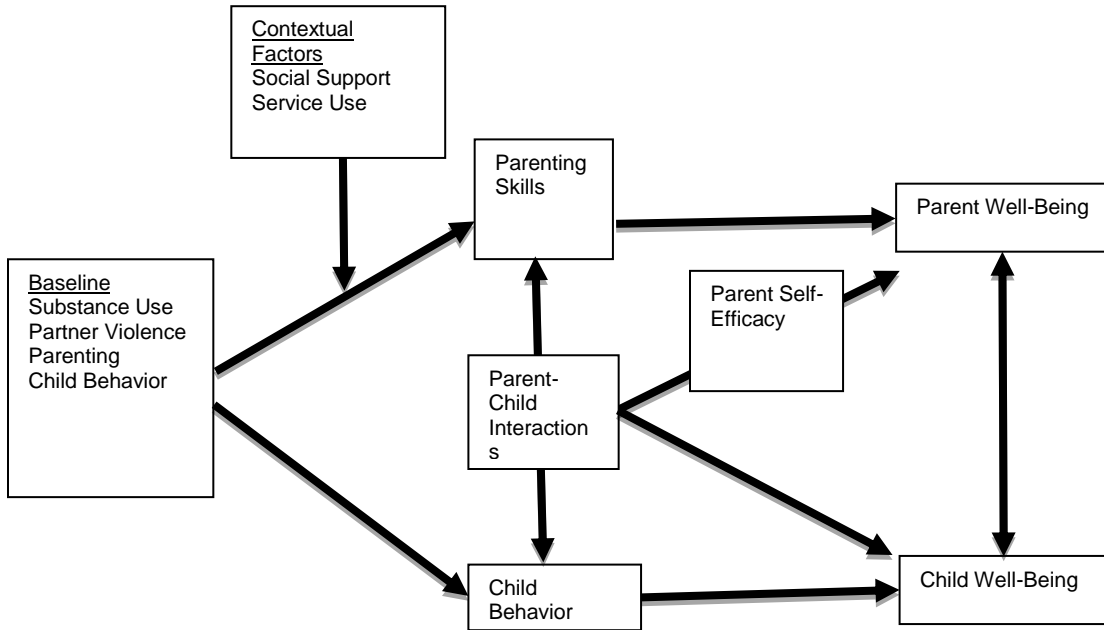 Contextual
Factors
Social Support
Service Use
Parenting
Skills
Parent Well-Being
Baseline
Substance Use
Partner Violence
Parenting
Child Behavior
Parent Self-
Efficacy
Parent-
Child
Interaction
s
Child
Behavior
Child Well-Being